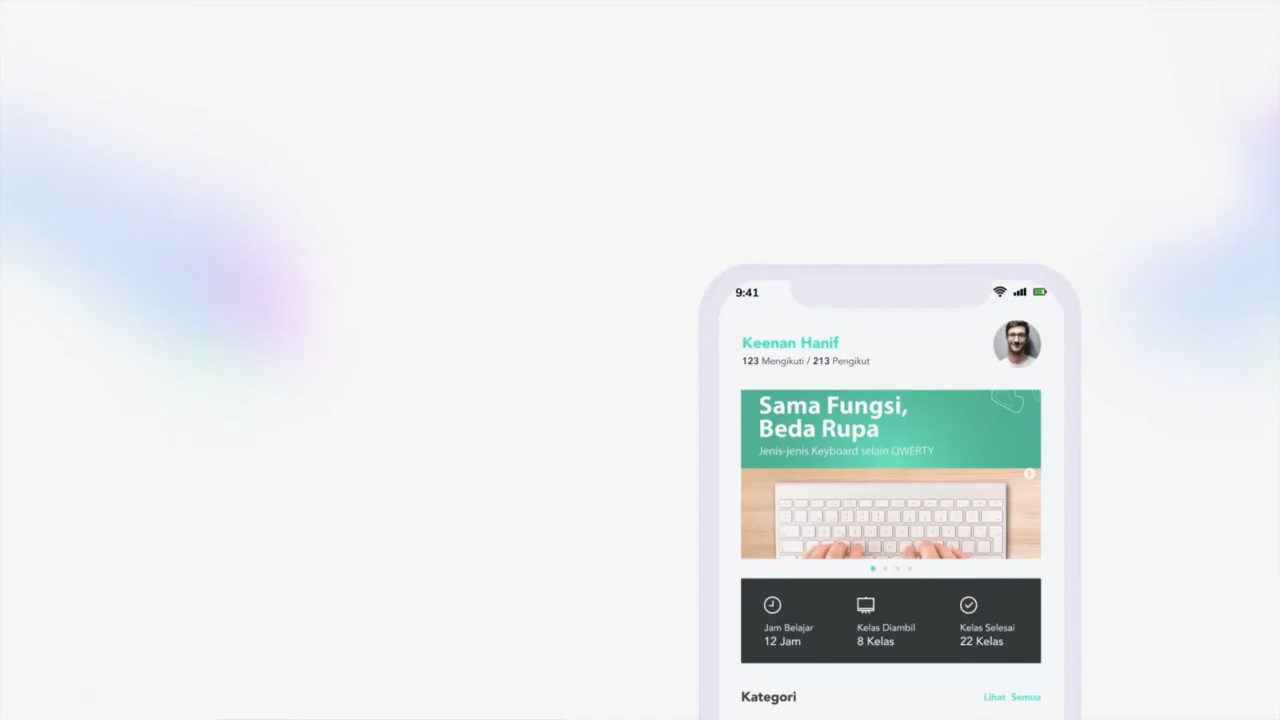 9:41
Keenan Hanif
123 Mengikuti / 213 Pengikut
Sama Fungsi,
Beda Rupa
Jenis-jenis Keyboard selain QWERTY
Jam Belajar
12 Jam
Kelas Diambil
8 Kelas
Kelas Selesai
22 Kelas
Kategori
Lihat Semua